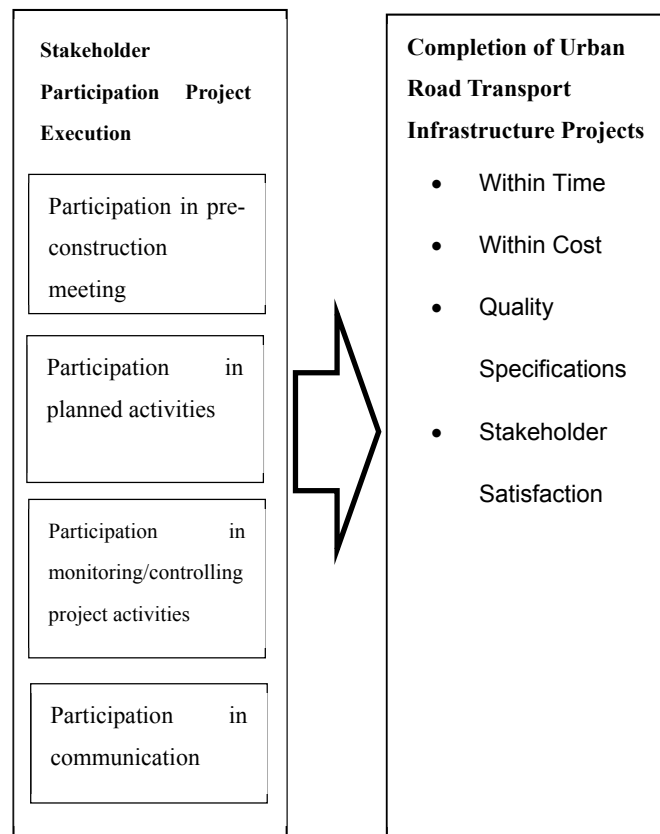 Stakeholder
Participation Project
Execution
Participation in pre-
construction
meeting
Participation in
planned activities
Participation in
monitoring/controlling
project activities
Participation in
communication
Completion of Urban
Road Transport
Infrastructure Projects
• Within Time
• Within Cost
• Quality
Specifications
• Stakeholder
Satisfaction